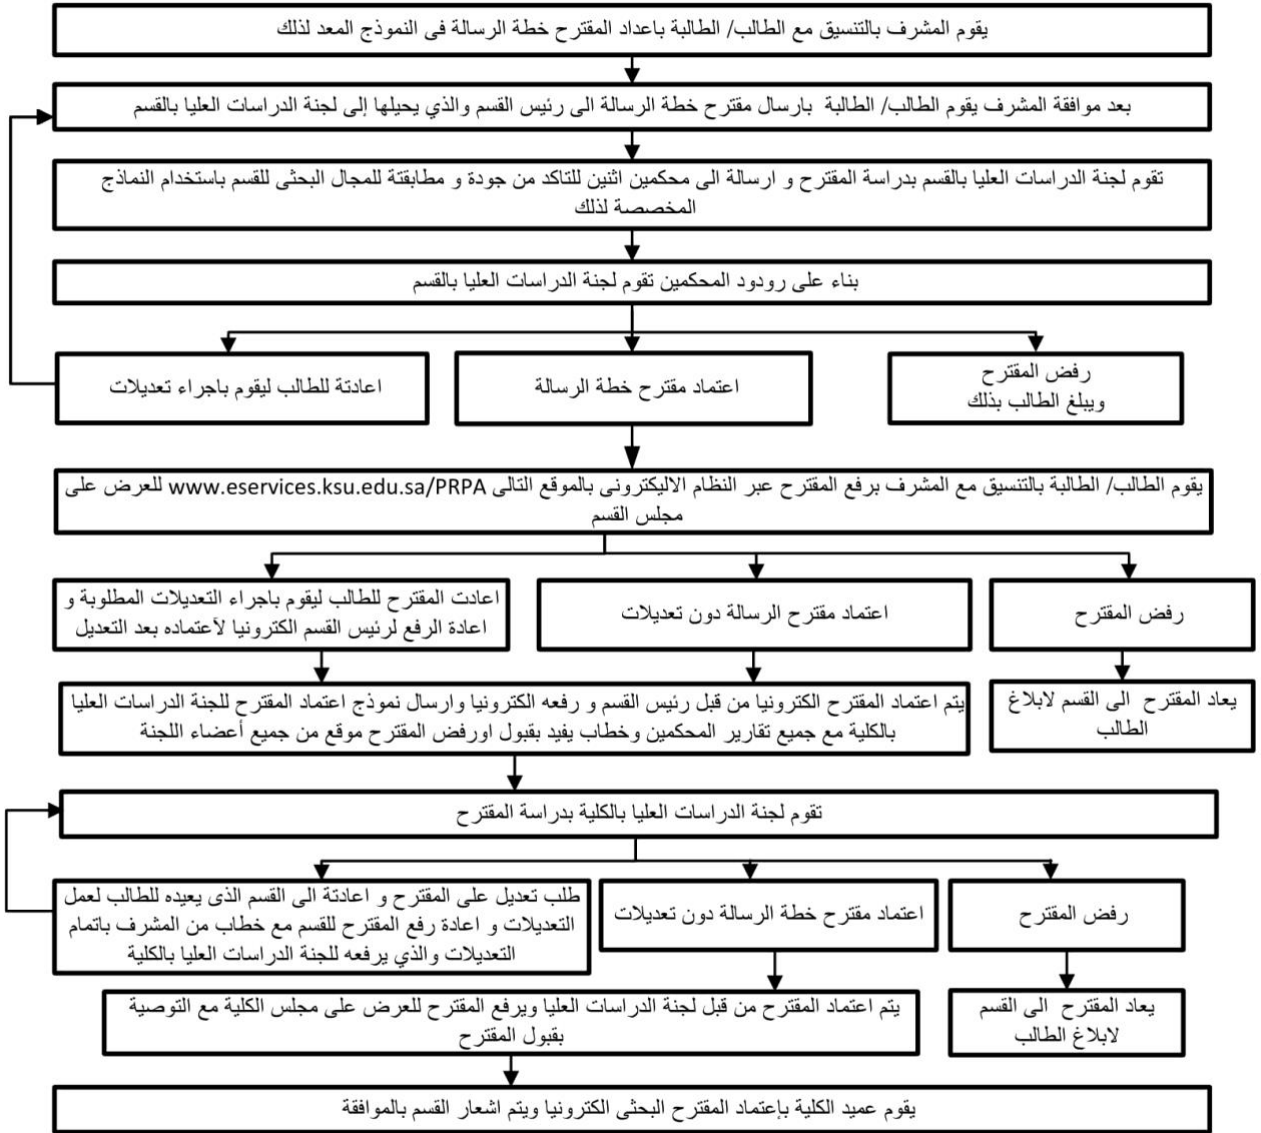 يقوم المشرف بالتنسيق مع الطالب/ الطالبة باعداد المقترح خطة الرسالة فى النموذج المعد لذلك
بعد موافقة المشرف يقوم الطالب/ الطالبة بارسال مقترح خطة الرسالة الى رئيس القسم والذي يحيلها إلى لجنة الدراسات العليا بالقسم
تقوم لجنة الدراسات العليا بالقسم بدراسة المقترح و ارسالة الى محكمين اثنين للتاكد من جودة و مطابقتة للمجال البحثى للقسم باستخدام النماذج
المخصصة لذلك
بناء على رودود المحكمين تقوم لجنة الدراسات العليا بالقسم
رفض المقترح
ويبلغ الطالب بذلك
اعتماد مقترح خطة الرسالة
اعادتة للطالب ليقوم باجراء تعديلات
يقوم الطالب/ الطالبة بالتنسيق مع المشرف برفع المقترح عبر النظام الاليكترونى بالموقع التالى www.eservices.ksu.edu.sa/PRPA للعرض على
مجلس القسم
رفض المقترح
اعتماد مقترح الرسالة دون تعديلات
اعادت المقترح للطالب ليقوم باجراء التعديلات المطلوبة و
اعادة الرفع لرئيس القسم الكترونيا لأعتماده بعد التعديل
يعاد المقترح الى القسم لابلاغ
الطالب
يتم اعتماد المقترح الكترونيا من قبل رئيس القسم و رفعه الكترونيا وارسال نموذج اعتماد المقترح للجنة الدراسات العليا
بالكلية مع جميع تقارير المحكمين وخطاب يفيد بقبول اورفض المقترح موقع من جميع أعضاء اللجنة
تقوم لجنة الدراسات العليا بالكلية بدراسة المقترح
رفض المقترح
اعتماد مقترح خطة الرسالة دون تعديلات
طلب تعديل على المقترح و اعادتة الى القسم الذى يعيده للطالب لعمل
التعديلات و اعادة رفع المقترح للقسم مع خطاب من المشرف باتمام
التعديلات والذي يرفعه للجنة الدراسات العليا بالكلية
يعاد المقترح الى القسم
لابلاغ الطالب
يتم اعتماد المقترح من قبل لجنة الدراسات العليا ويرفع المقترح للعرض على مجلس الكلية مع التوصية
بقبول المقترح
يقوم عميد الكلية بإعتماد المقترح البحثى الكترونيا ويتم اشعار القسم بالموافقة